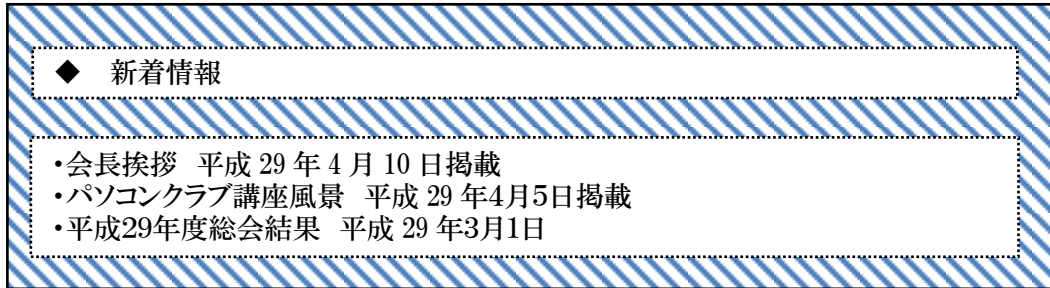 ◆　新着情報
・会長挨拶　平成 29 年 4 月 10 日掲載
・パソコンクラブ講座風景　平成 29 年4月5日掲載
・平成29年度総会結果　平成 29 年3月1日